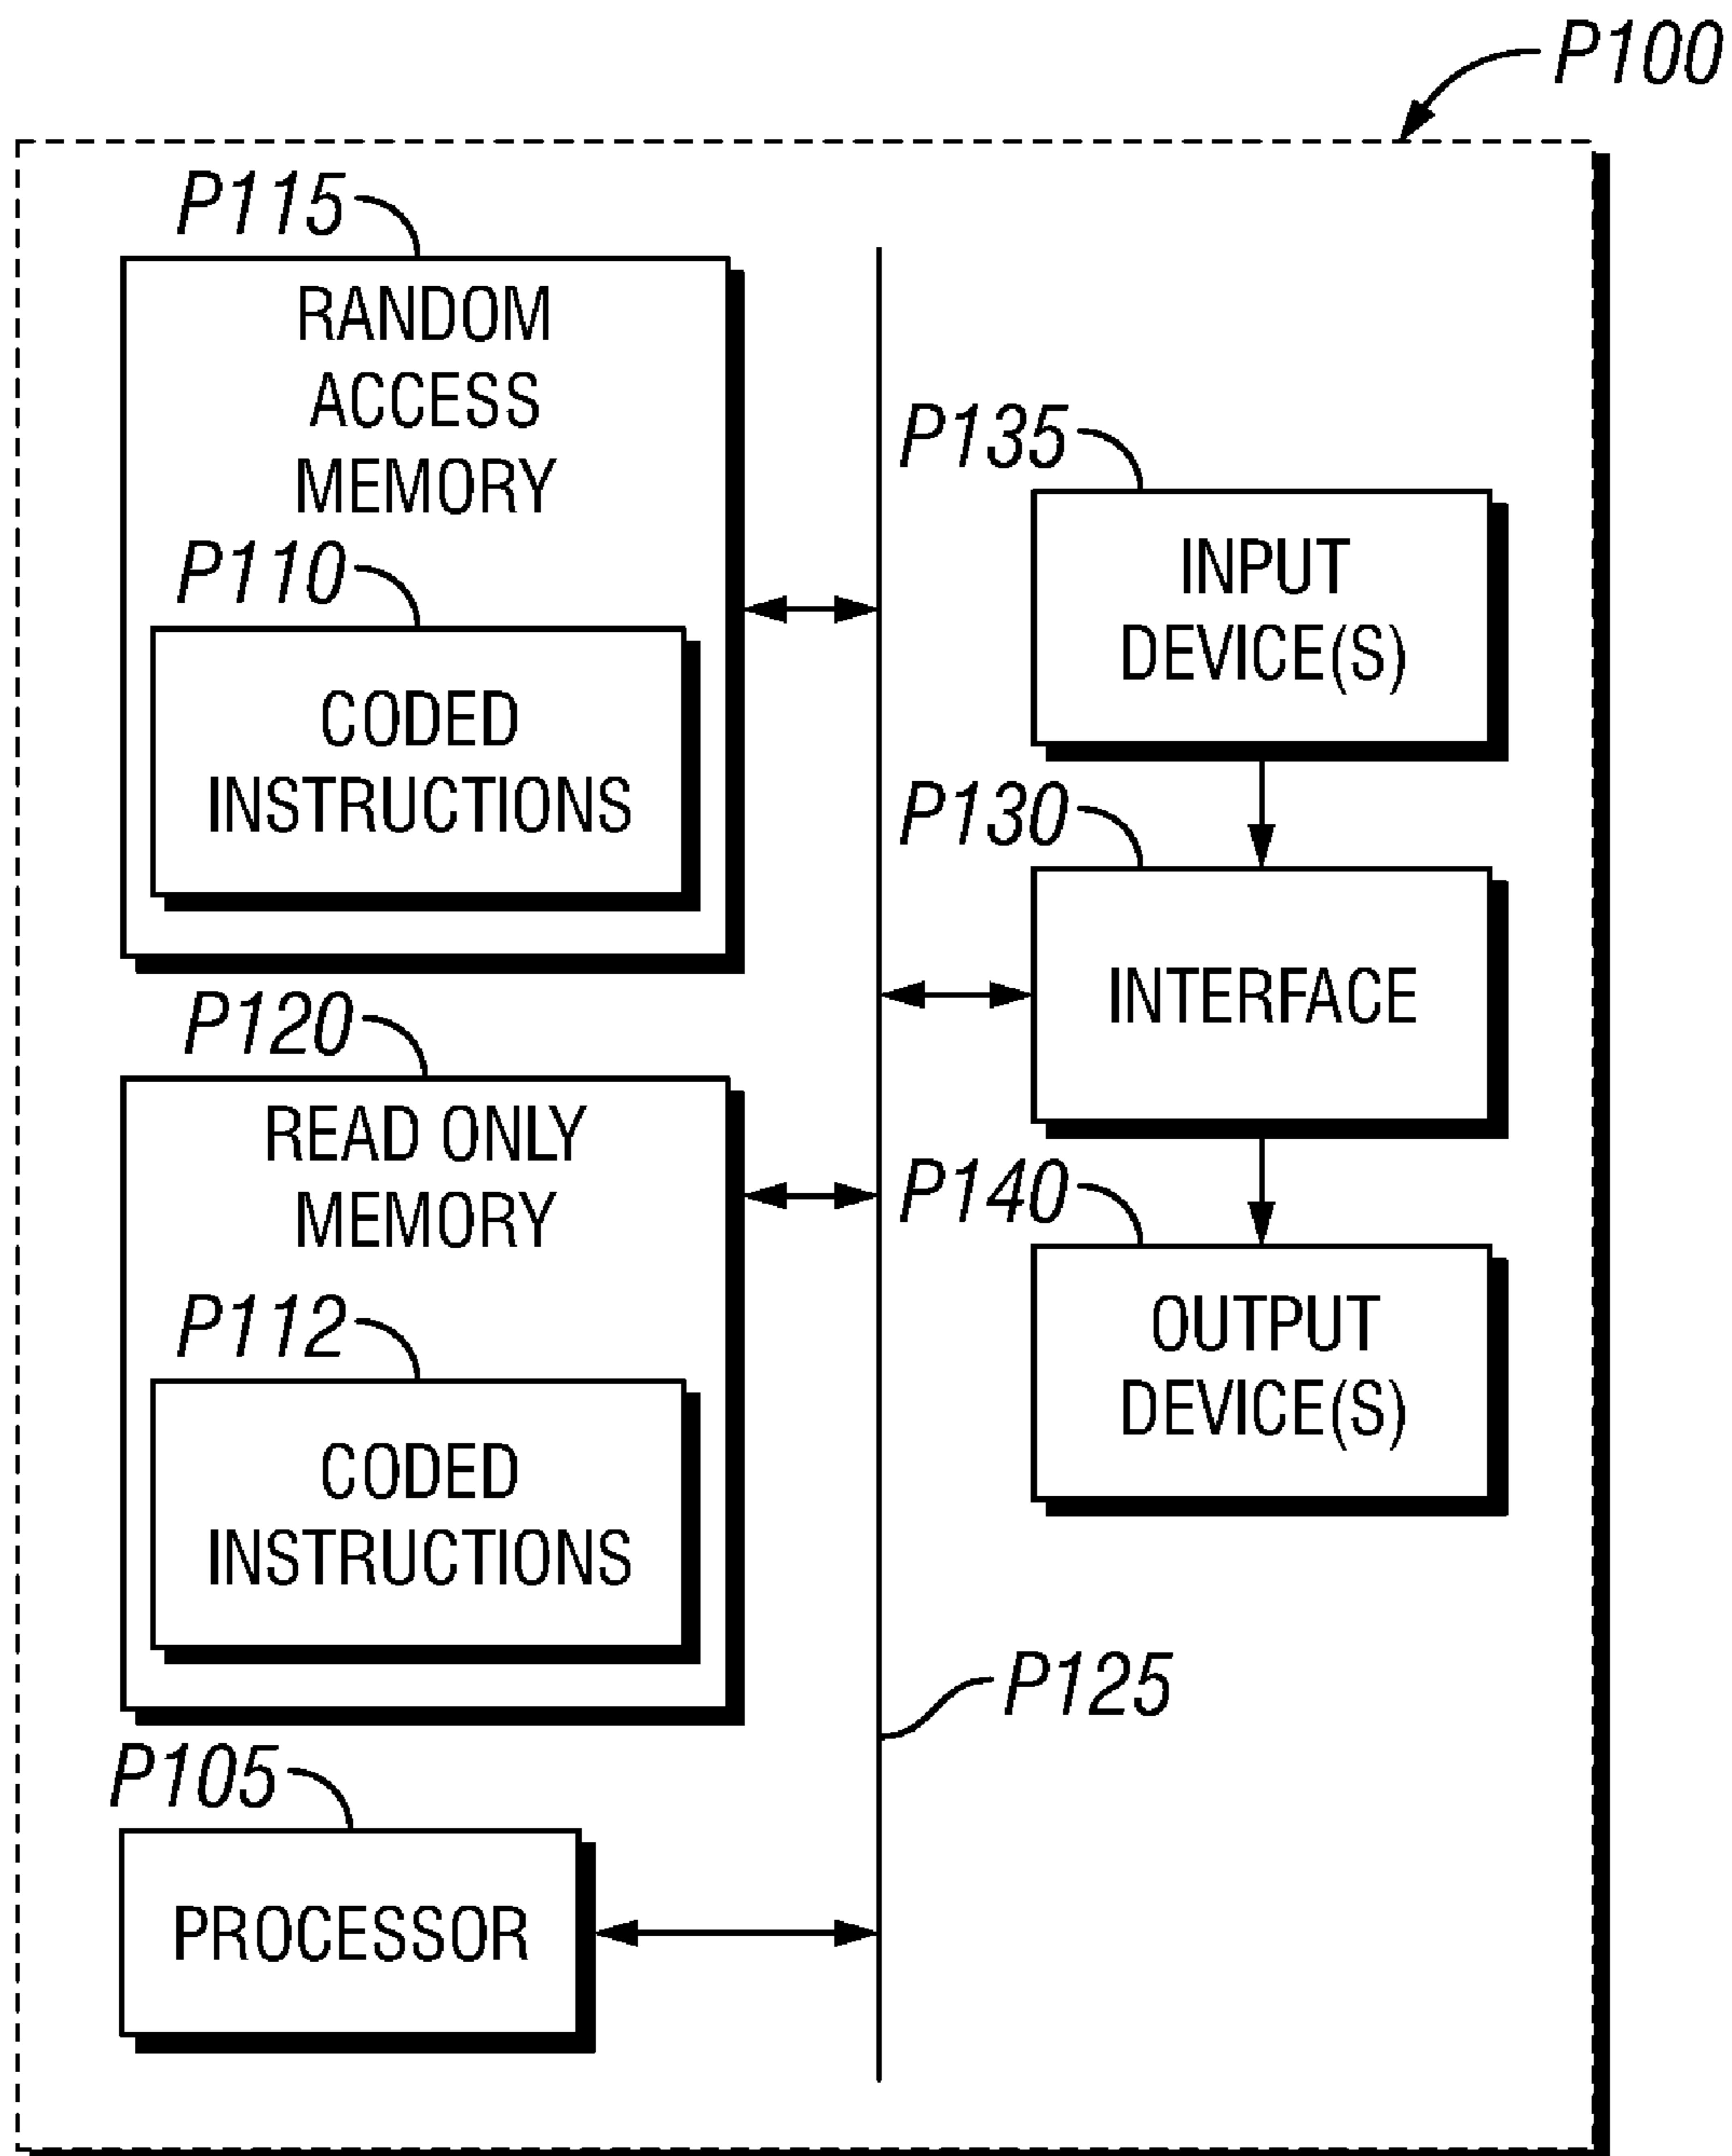 P100
P115
RANDOM
ACCESS
MEMORY
P110
CODED
INSTRUCTIONS
P120
READ ONLY
MEMORY
P112
CODED
INSTRUCTIONS
P105
PROCESSOR
P135
INPUT
DEVICE(S)
P130
INTERFACE
P140
OUTPUT
DEVICE(S)
P125